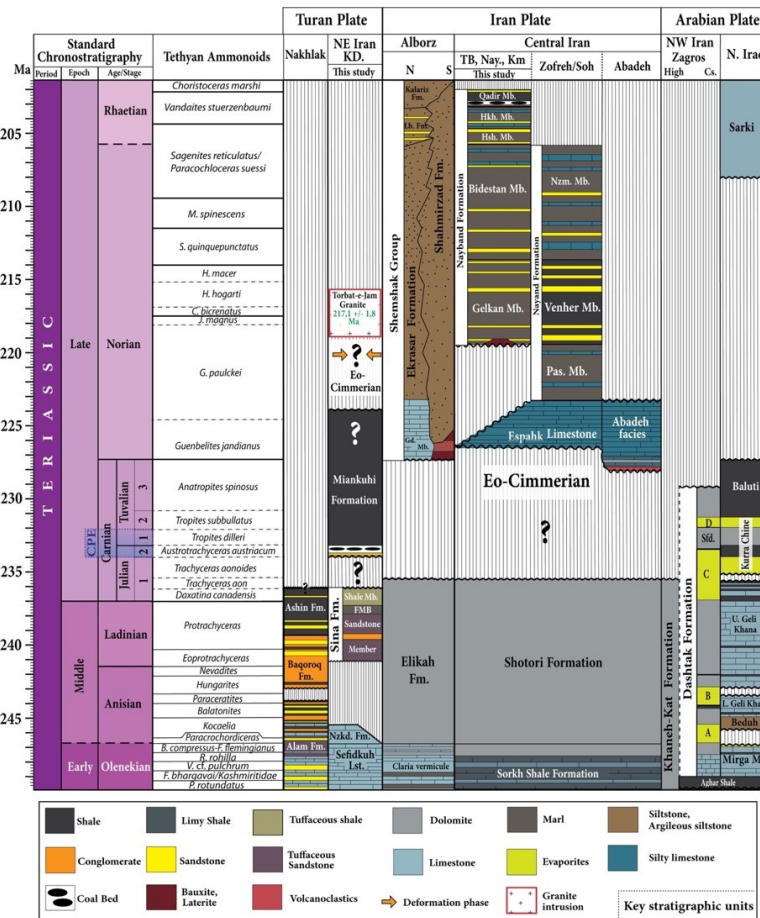 Turan Plate
Iran Plate
Arabian Plate
Standard
Chronostratigraphy
Tethyan Ammonoids
Nakhlak
NE Iran
KD.
This study
Alborz
N S
Central Iran
TB, Nay., Km
This study
Zofreh/Soh
Abadeh
NW Iran
Zagros
High Cs.
Ma
Period
Epoch
Age/Stage
205
210
215
220
225
230
235
240
245
TERIASSIC
Late
Middle
Early
Rhaetian
Norian
Carnian
CPE
Tuvalian
3
2
1
Julian
2
1
Ladinian
Anisian
Olenekian
Choristoceras marshi
Vandaites stuerzenbaumi
Sagenites reticulatus/
Paracochloceras suessi
M. spinescens
S. quinquepunctatus
H. macer
H. hogarti
C. bicrenatus
J. magnus
G. paulckei
Guenbelites jandianus
Anatropites spinosus
Tropites subbullatus
Tropites dilleri
Austrotrachyceras austriacum
Trachyceras aonoides
Trachyceras aon
Daxatina canadensis
Protrachyceras
Eoprotrachyceras
Nevadites
Hungarites
Paraceratites
Balatonites
Kocaelia
Paracrochordiceras
B. compressus-F. flemingianus
R. rohilla
V. cf. pulchrum
F. bhargavai/Kashmiritidae
P. rotundatus
?
Ashin Fm.
Baqoroq
Fm.
Alam Fm.
Torbat-e-Jam
Granite
217,1 +/- 1,8
Ma
?
Eo-
Cimmerian
?
Miankuhi
Formation
?
Sina Fm.
Shale Mb.
FMB
Sandstone
Member
Nzkd. Fm.
Sefidkuh
Lst.
Shemshak Group
Kalariz
Fm.
Ekrasar Formation
Shahmirzad Fm.
Gd.
Mb.
Elikah
Fm.
Claria vermicule
Nayband Formation
Qadir Mb.
Hkh. Mb.
Hsh. Mb.
Bidestan Mb.
Gelkan Mb.
Nayand Formation
Nzm. Mb.
Venher Mb.
Pas. Mb.
Espahk Limestone
Abadeh
facies
Eo-Cimmerian
?
Shotori Formation
Sorkh Shale Formation
Khaneh-Kat Formation
Dashtak Formation
D
Sfd.
C
B
A
Aghar Shale
Sarki
Baluti
Kurra Chine
U. Geli
Khana
Beduh
Shale
Limy Shale
Tuffaceous shale
Dolomite
Marl
Siltstone,
Argileous siltstone
Conglomerate
Sandstone
Tuffaceous
Sandstone
Limestone
Evaporites
Silty limestone
Coal Bed
Bauxite,
Laterite
Volcanoclastics
Deformation phase
Granite
intrusion
Key stratigraphic units